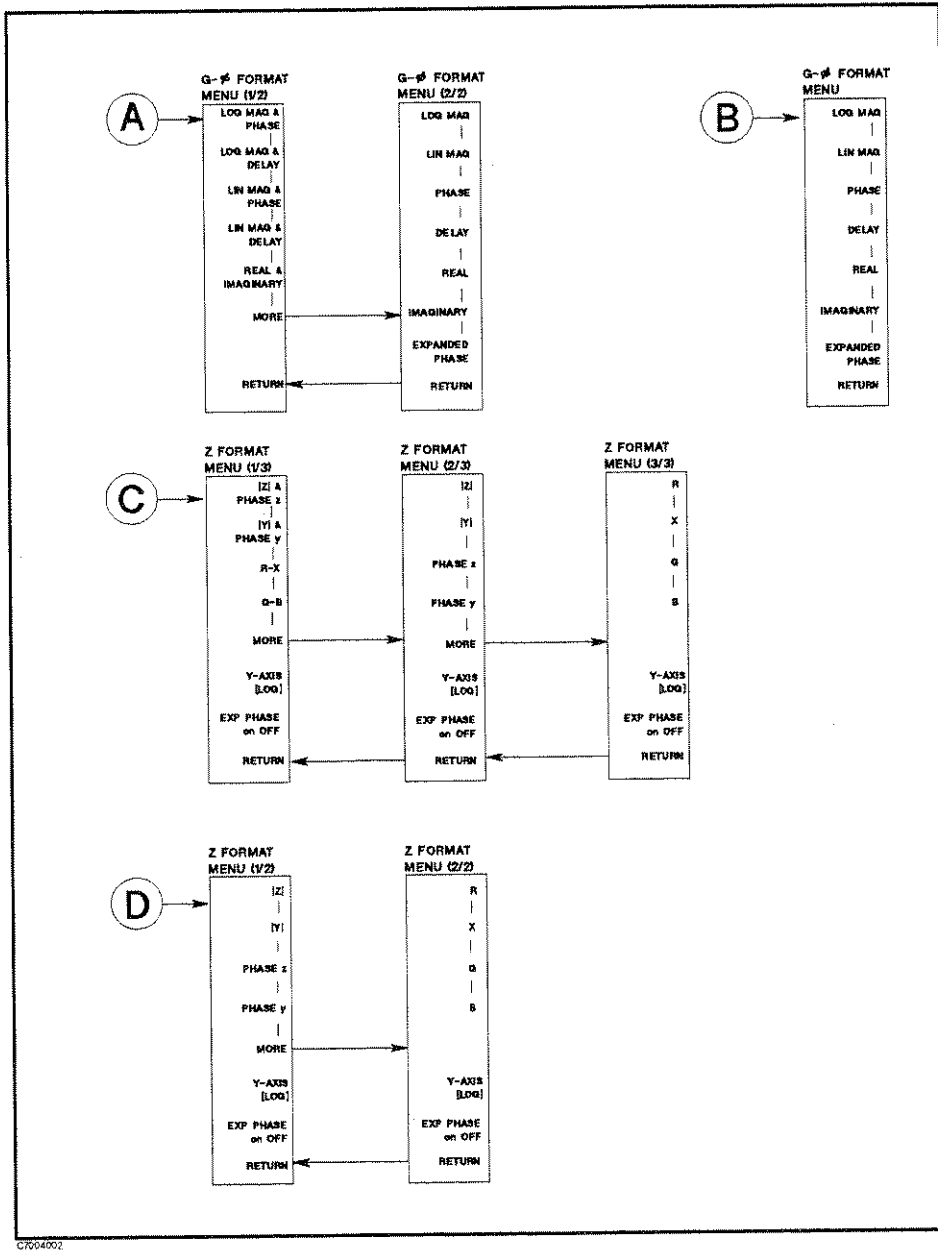 G-ø FORMAT
MENU (1/2)
A
LOG MAG &
PHASE
LOG MAG &
DELAY
LIN MAG &
PHASE
LIN MAG &
DELAY
REAL &
IMAGINARY
MORE
RETURN
G-ø FORMAT
MENU (2/2)
LOG MAG
LIN MAG
PHASE
DELAY
REAL
IMAGINARY
EXPANDED
PHASE
RETURN
G-ø FORMAT
MENU
B
LOG MAG
LIN MAG
PHASE
DELAY
REAL
IMAGINARY
EXPANDED
PHASE
RETURN
Z FORMAT
MENU (1/3)
C
|Z| &
PHASE z
|Y| &
PHASE y
R-X
G-B
MORE
Y-AXIS
[LOG]
EXP PHASE
on OFF
RETURN
Z FORMAT
MENU (2/3)
|Z|
|Y|
PHASE z
PHASE y
MORE
Y-AXIS
[LOG]
EXP PHASE
on OFF
RETURN
Z FORMAT
MENU (3/3)
R
X
G
B
Y-AXIS
[LOG]
EXP PHASE
on OFF
RETURN
Z FORMAT
MENU (1/2)
D
|Z|
|Y|
PHASE z
PHASE y
MORE
Y-AXIS
[LOG]
EXP PHASE
on OFF
RETURN
Z FORMAT
MENU (2/2)
R
X
G
B
Y-AXIS
[LOG]
EXP PHASE
on OFF
RETURN
C7004002